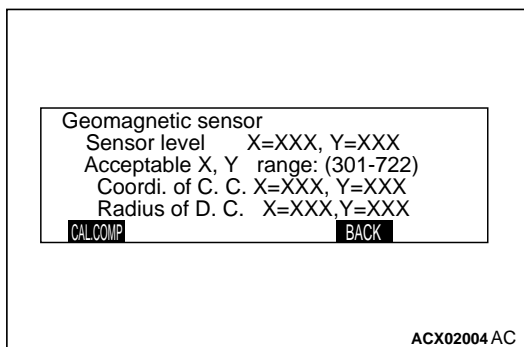 Geomagnetic sensor
Sensor level X=XXX, Y=XXX
Acceptable X, Y range: (301-722)
Coordi. of C. C. X=XXX, Y=XXX
Radius of D. C. X=XXX,Y=XXX
CAL.COMP BACK
ACX02004 AC